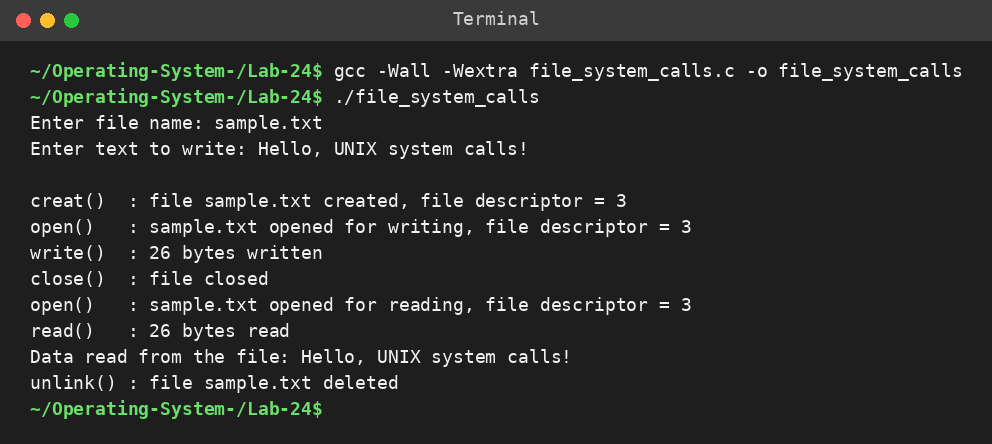 Terminal
~/Operating-System-/Lab-24$ gcc -Wall -Wextra file_system_calls.c -o file_system_calls
~/Operating-System-/Lab-24$ ./file_system_calls
Enter file name: sample.txt
Enter text to write: Hello, UNIX system calls!

creat()  : file sample.txt created, file descriptor = 3
open()   : sample.txt opened for writing, file descriptor = 3
write()  : 26 bytes written
close()  : file closed
open()   : sample.txt opened for reading, file descriptor = 3
read()   : 26 bytes read
Data read from the file: Hello, UNIX system calls!
unlink() : file sample.txt deleted
~/Operating-System-/Lab-24$